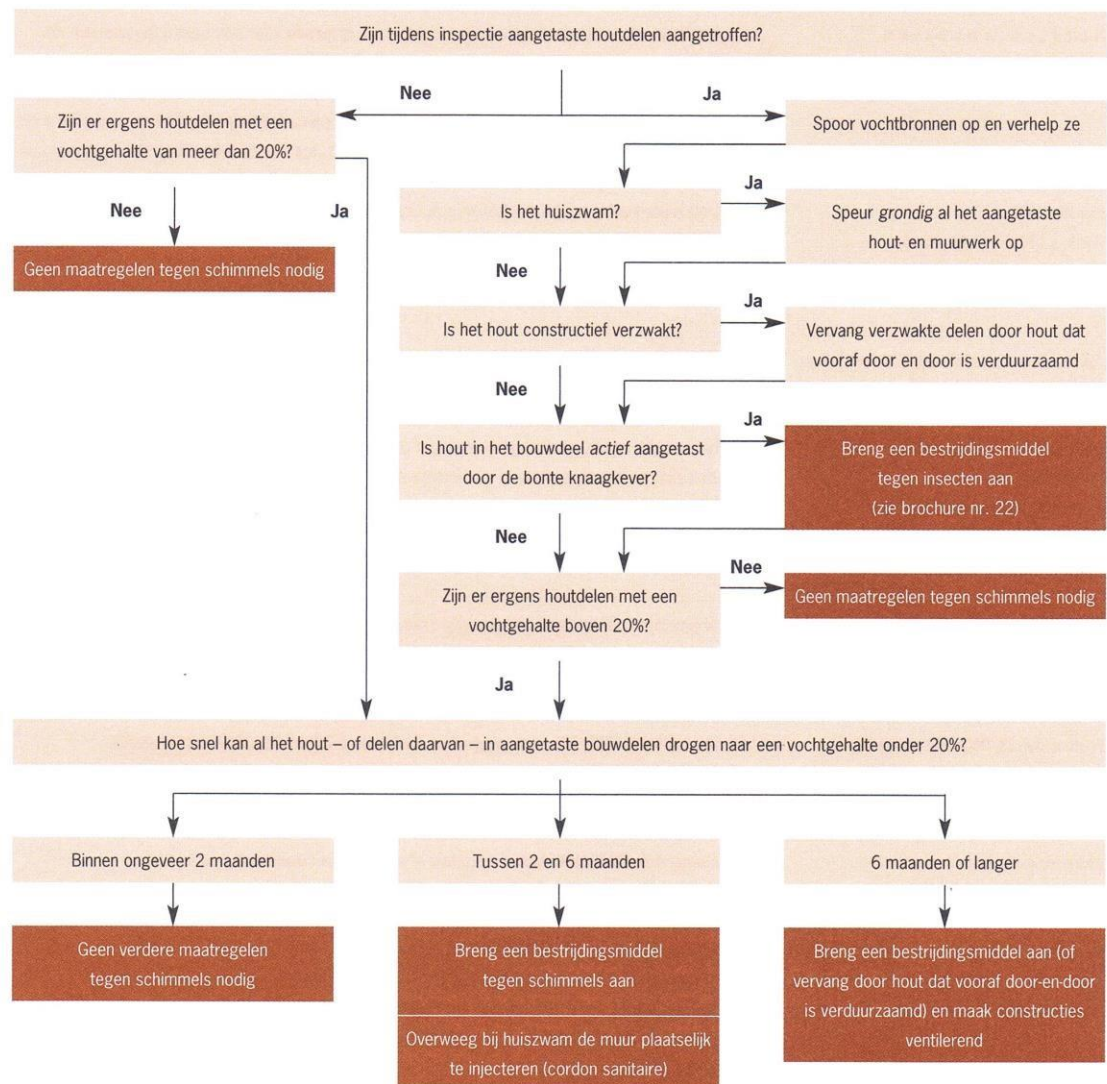 Zijn tijdens inspectie aangetaste houtdelen aangetroffen?
Nee
Ja
Zijn er ergens houtdelen met een
vochtgehalte van meer dan 20%?
Spoor vochtbronnen op en verhelp ze
Nee
Ja
Geen maatregelen tegen schimmels nodig
Is het huiszwam?
Ja
Speur grondig al het aangetaste
hout- en muurwerk op
Nee
Is het hout constructief verzwakt?
Ja
Vervang verzwakte delen door hout dat
vooraf door en door is verduurzaamd
Nee
Is hout in het bouwdeel actief aangetast
door de bonte knaagkever?
Ja
Breng een bestrijdingsmiddel
tegen insecten aan
(zie brochure nr. 22)
Nee
Zijn er ergens houtdelen met een
vochtgehalte boven 20%?
Nee
Geen maatregelen tegen schimmels nodig
Ja
Hoe snel kan al het hout – of delen daarvan – in aangetaste bouwdelen drogen naar een vochtgehalte onder 20%?
Binnen ongeveer 2 maanden
Geen verdere maatregelen
tegen schimmels nodig
Tussen 2 en 6 maanden
Breng een bestrijdingsmiddel
tegen schimmels aan
Overweeg bij huiszwam de muur plaatselijk
te injecteren (cordon sanitaire)
6 maanden of langer
Breng een bestrijdingsmiddel aan (of
vervang door hout dat vooraf door-en-door
is verduurzaamd) en maak constructies
ventilerend